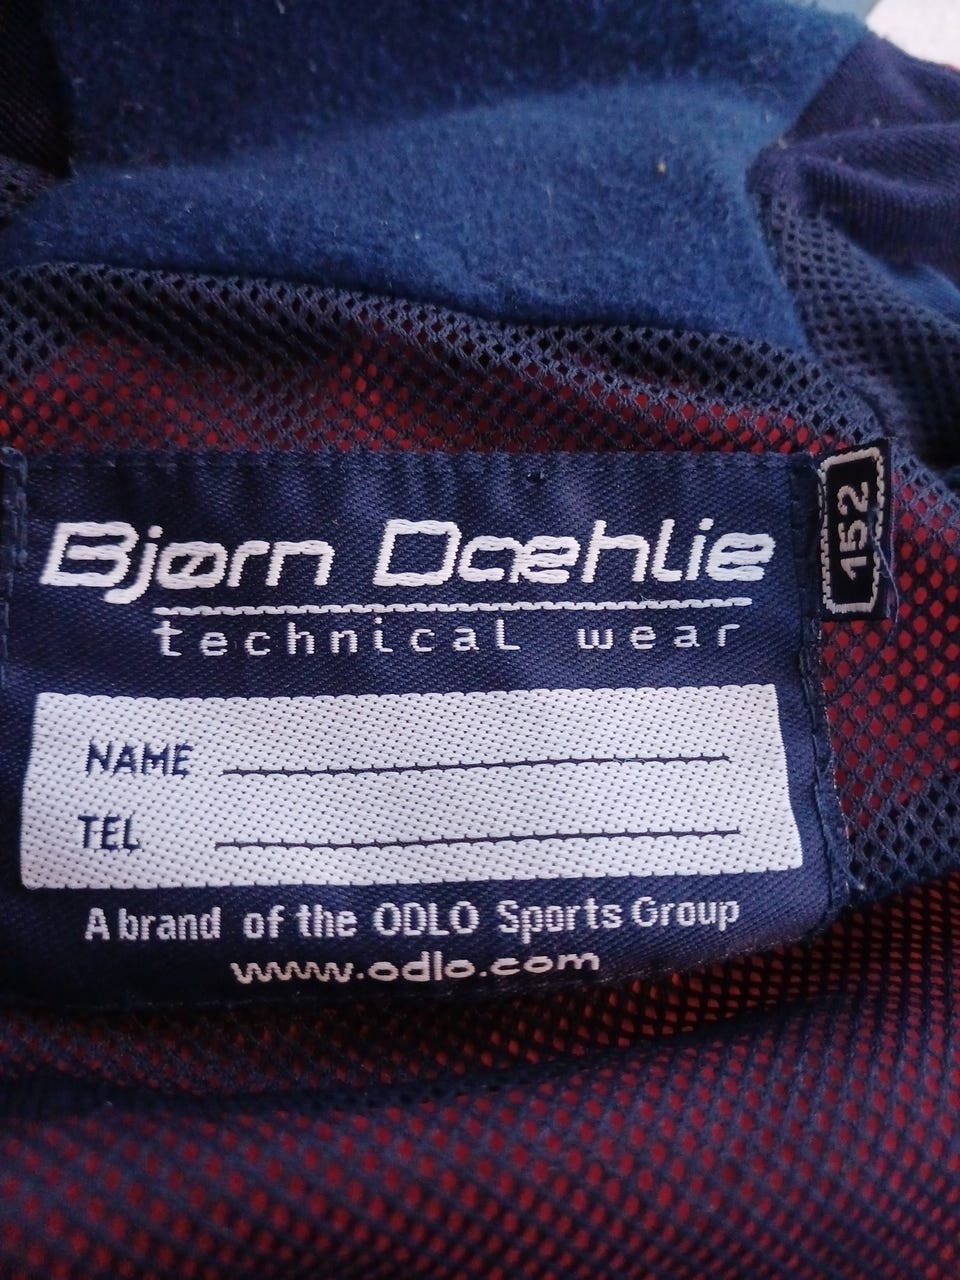 Bjørn Dæhlie
technical wear
152
NAME
TEL
A brand of the ODLO Sports Group
www.odlo.com